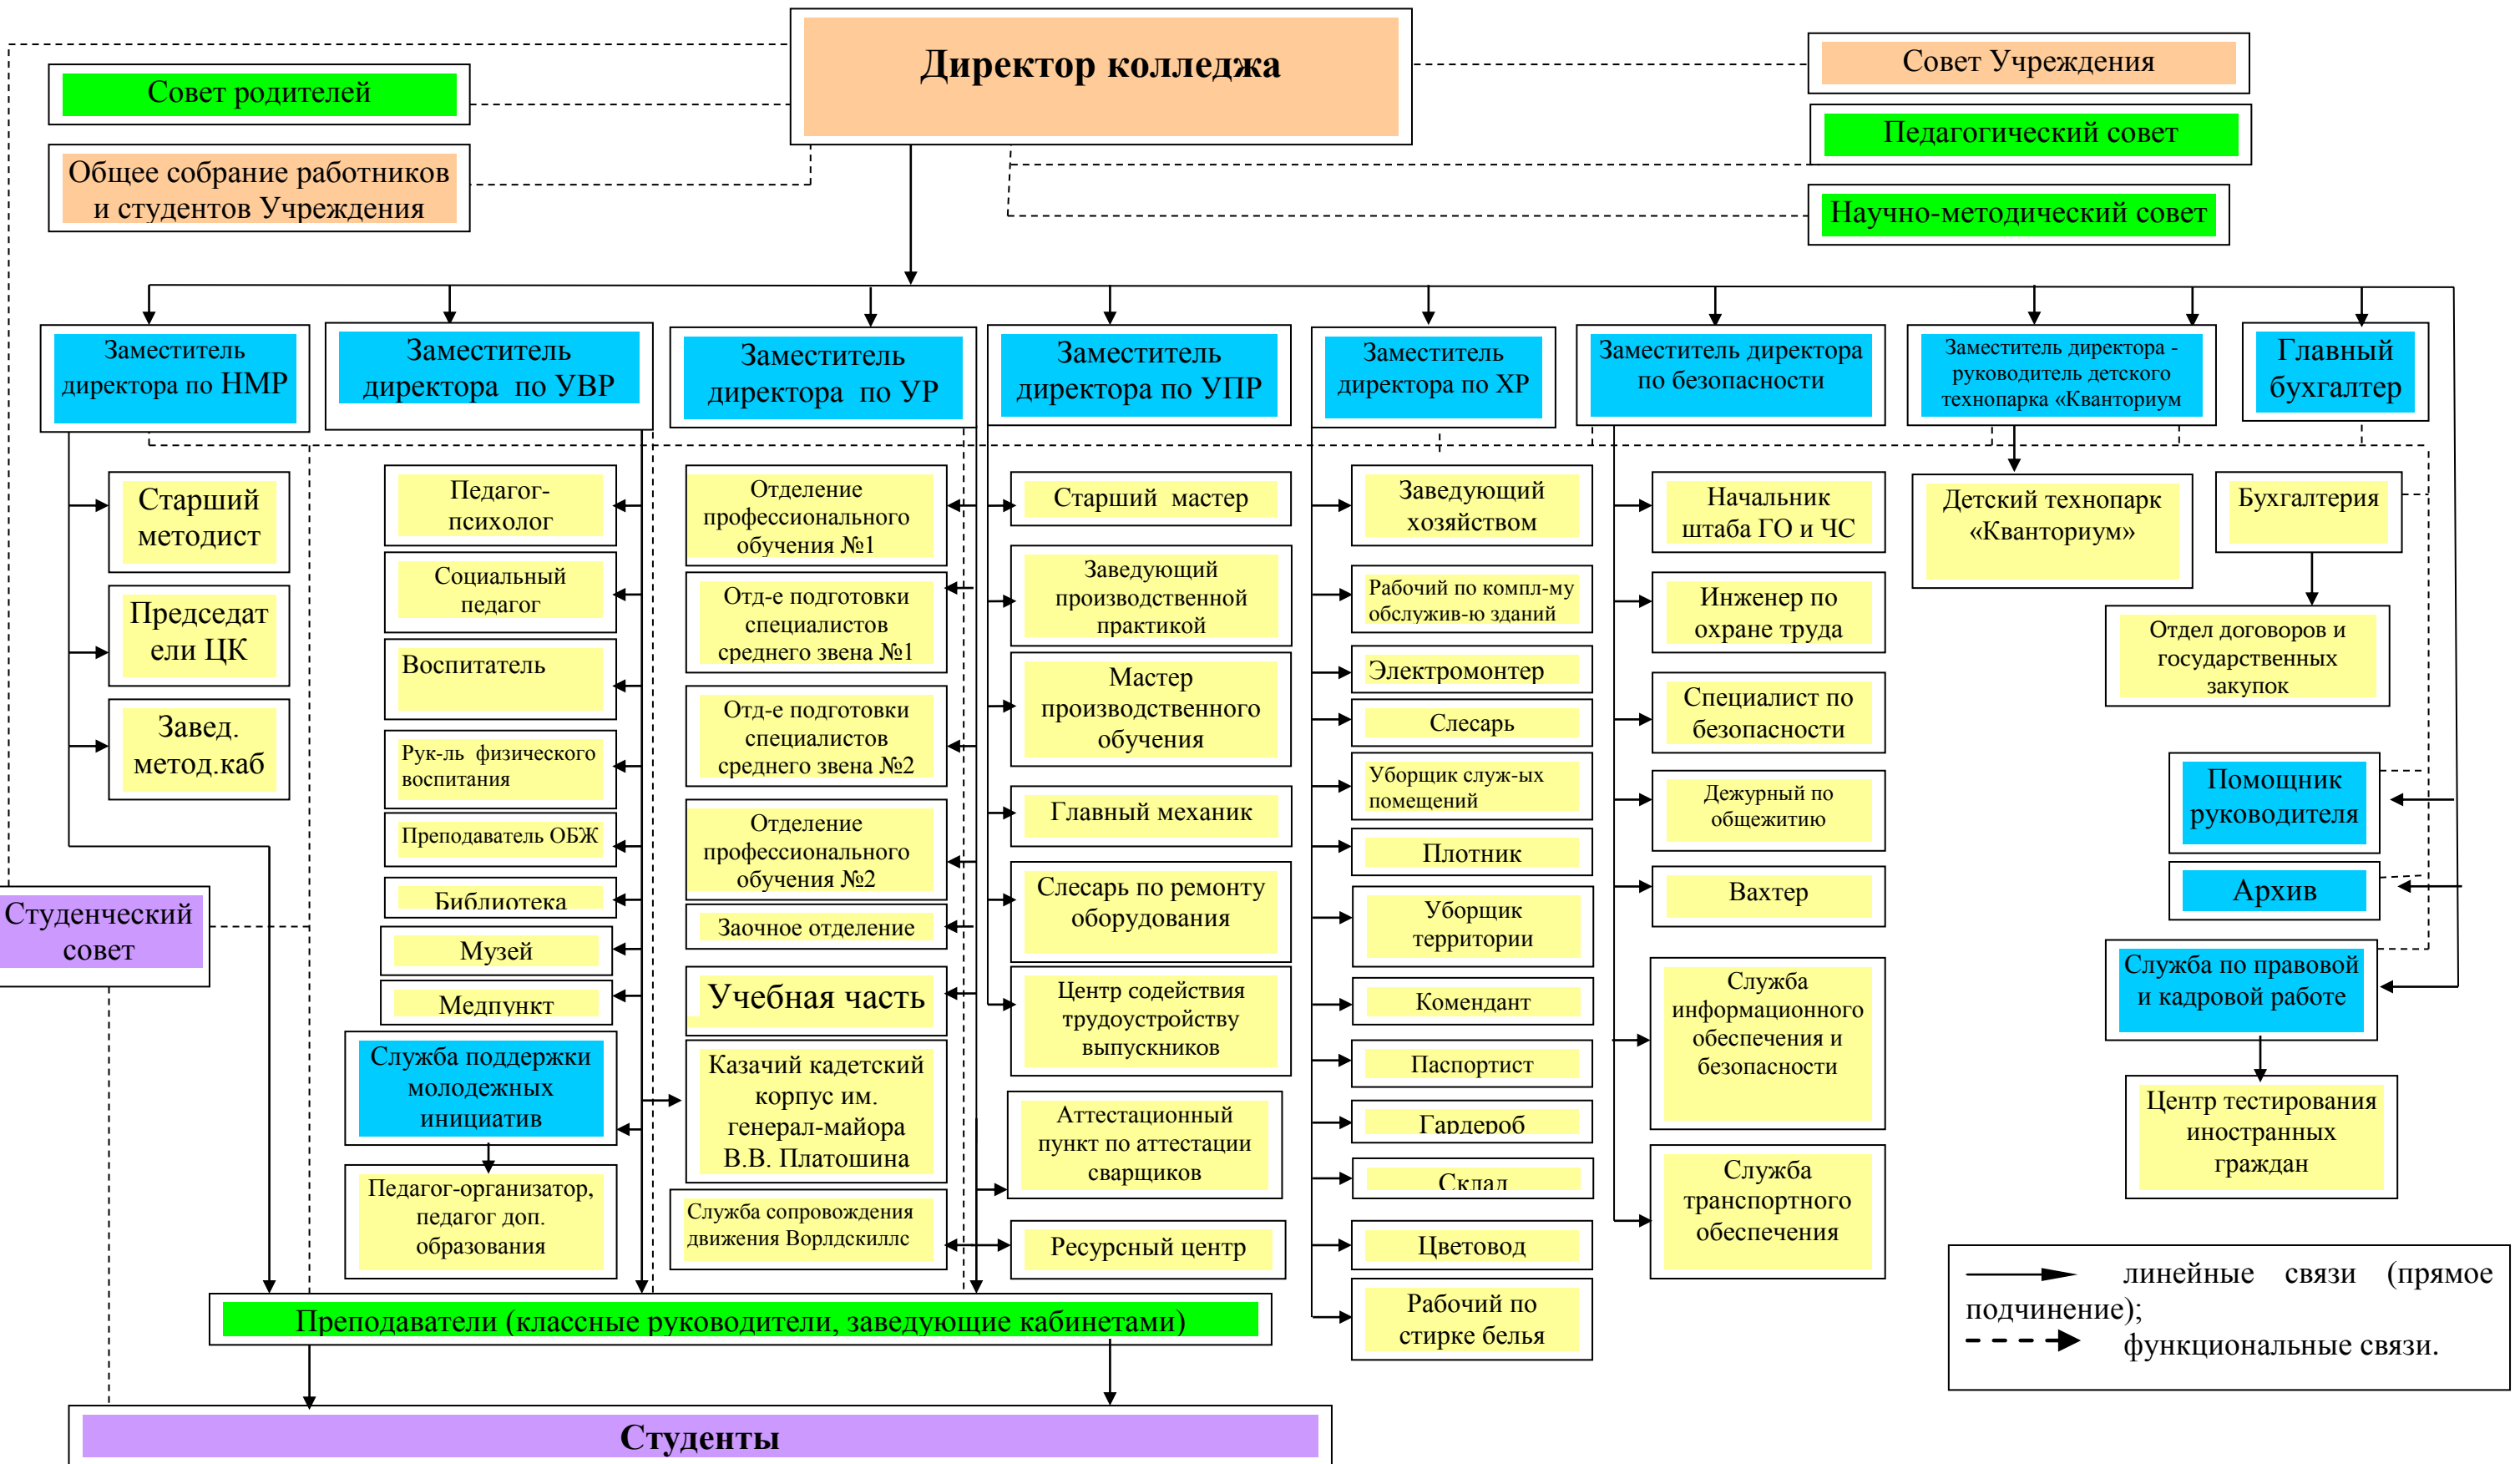 Директор колледжа
Совет Учреждения
Совет родителей
Педагогический совет
Общее собрание работников
и студентов Учреждения
Научно-методический совет
Заместитель
директора по НМР
Заместитель
директора по УВР
Заместитель
директора по УР
Заместитель
директора по УПР
Заместитель
директора по ХР
Заместитель директора
по безопасности
Заместитель директора -
руководитель детского
технопарка «Кванториум
Главный
бухгалтер
Старший
методист
Председат
ели ЦК
Завед.
метод.каб
Студенческий
совет
Педагог-
психолог
Социальный
педагог
Воспитатель
Рук-ль физического
воспитания
Преподаватель ОБЖ
Библиотека
Музей
Медпункт
Служба поддержки
молодежных
инициатив
Педагог-организатор,
педагог доп.
образования
Отделение
профессионального
обучения №1
Отд-е подготовки
специалистов
среднего звена №1
Отд-е подготовки
специалистов
среднего звена №2
Отделение
профессионального
обучения №2
Заочное отделение
Учебная часть
Казачий кадетский
корпус им.
генерал-майора
В.В. Платошина
Служба сопровождения
движения Ворлдскиллс
Старший мастер
Заведующий
производственной
практикой
Мастер
производственного
обучения
Главный механик
Слесарь по ремонту
оборудования
Центр содействия
трудоустройству
выпускников
Аттестационный
пункт по аттестации
сварщиков
Ресурсный центр
Заведующий
хозяйством
Рабочий по компл-му
обслужив-ю зданий
Электромонтер
Слесарь
Уборщик служ-ых
помещений
Плотник
Уборщик
территории
Комендант
Паспортист
Гардероб
Склад
Цветовод
Рабочий по
стирке белья
Начальник
штаба ГО и ЧС
Инженер по
охране труда
Специалист по
безопасности
Дежурный по
общежитию
Вахтер
Служба
информационного
обеспечения и
безопасности
Служба
транспортного
обеспечения
Детский технопарк
«Кванториум»
Бухгалтерия
Отдел договоров и
государственных
закупок
Помощник
руководителя
Архив
Служба по правовой
и кадровой работе
Центр тестирования
иностранных
граждан
линейные связи (прямое
подчинение);
функциональные связи.
Преподаватели (классные руководители, заведующие кабинетами)
Студенты